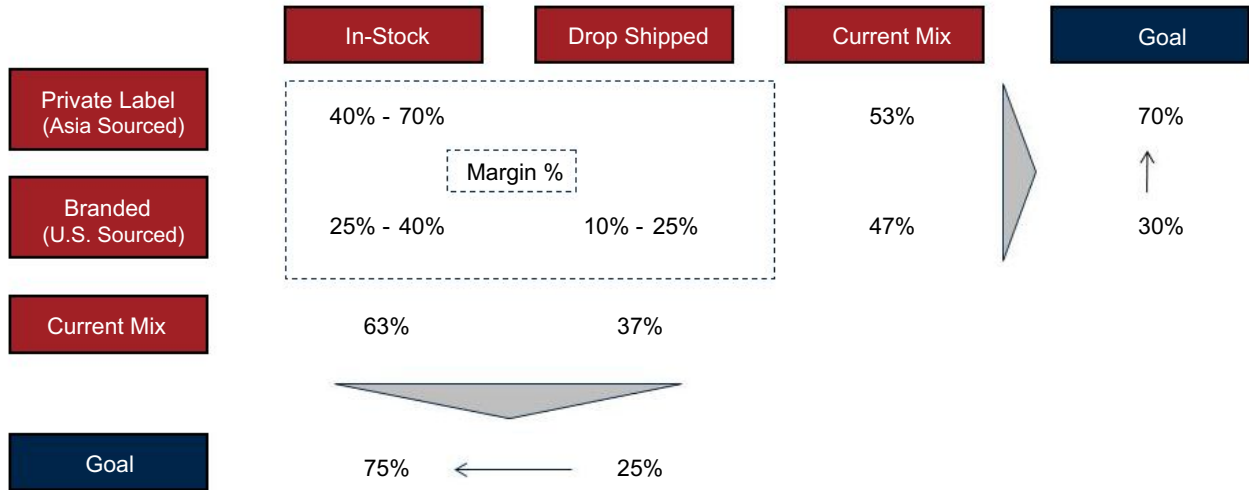 In-Stock
Drop Shipped
Current Mix
Goal
Private Label
(Asia Sourced)
40% - 70%
53%
70%
Margin %
Branded
(U.S. Sourced)
25% - 40%
10% - 25%
47%
30%
Current Mix
63%
37%
Goal
75%
25%